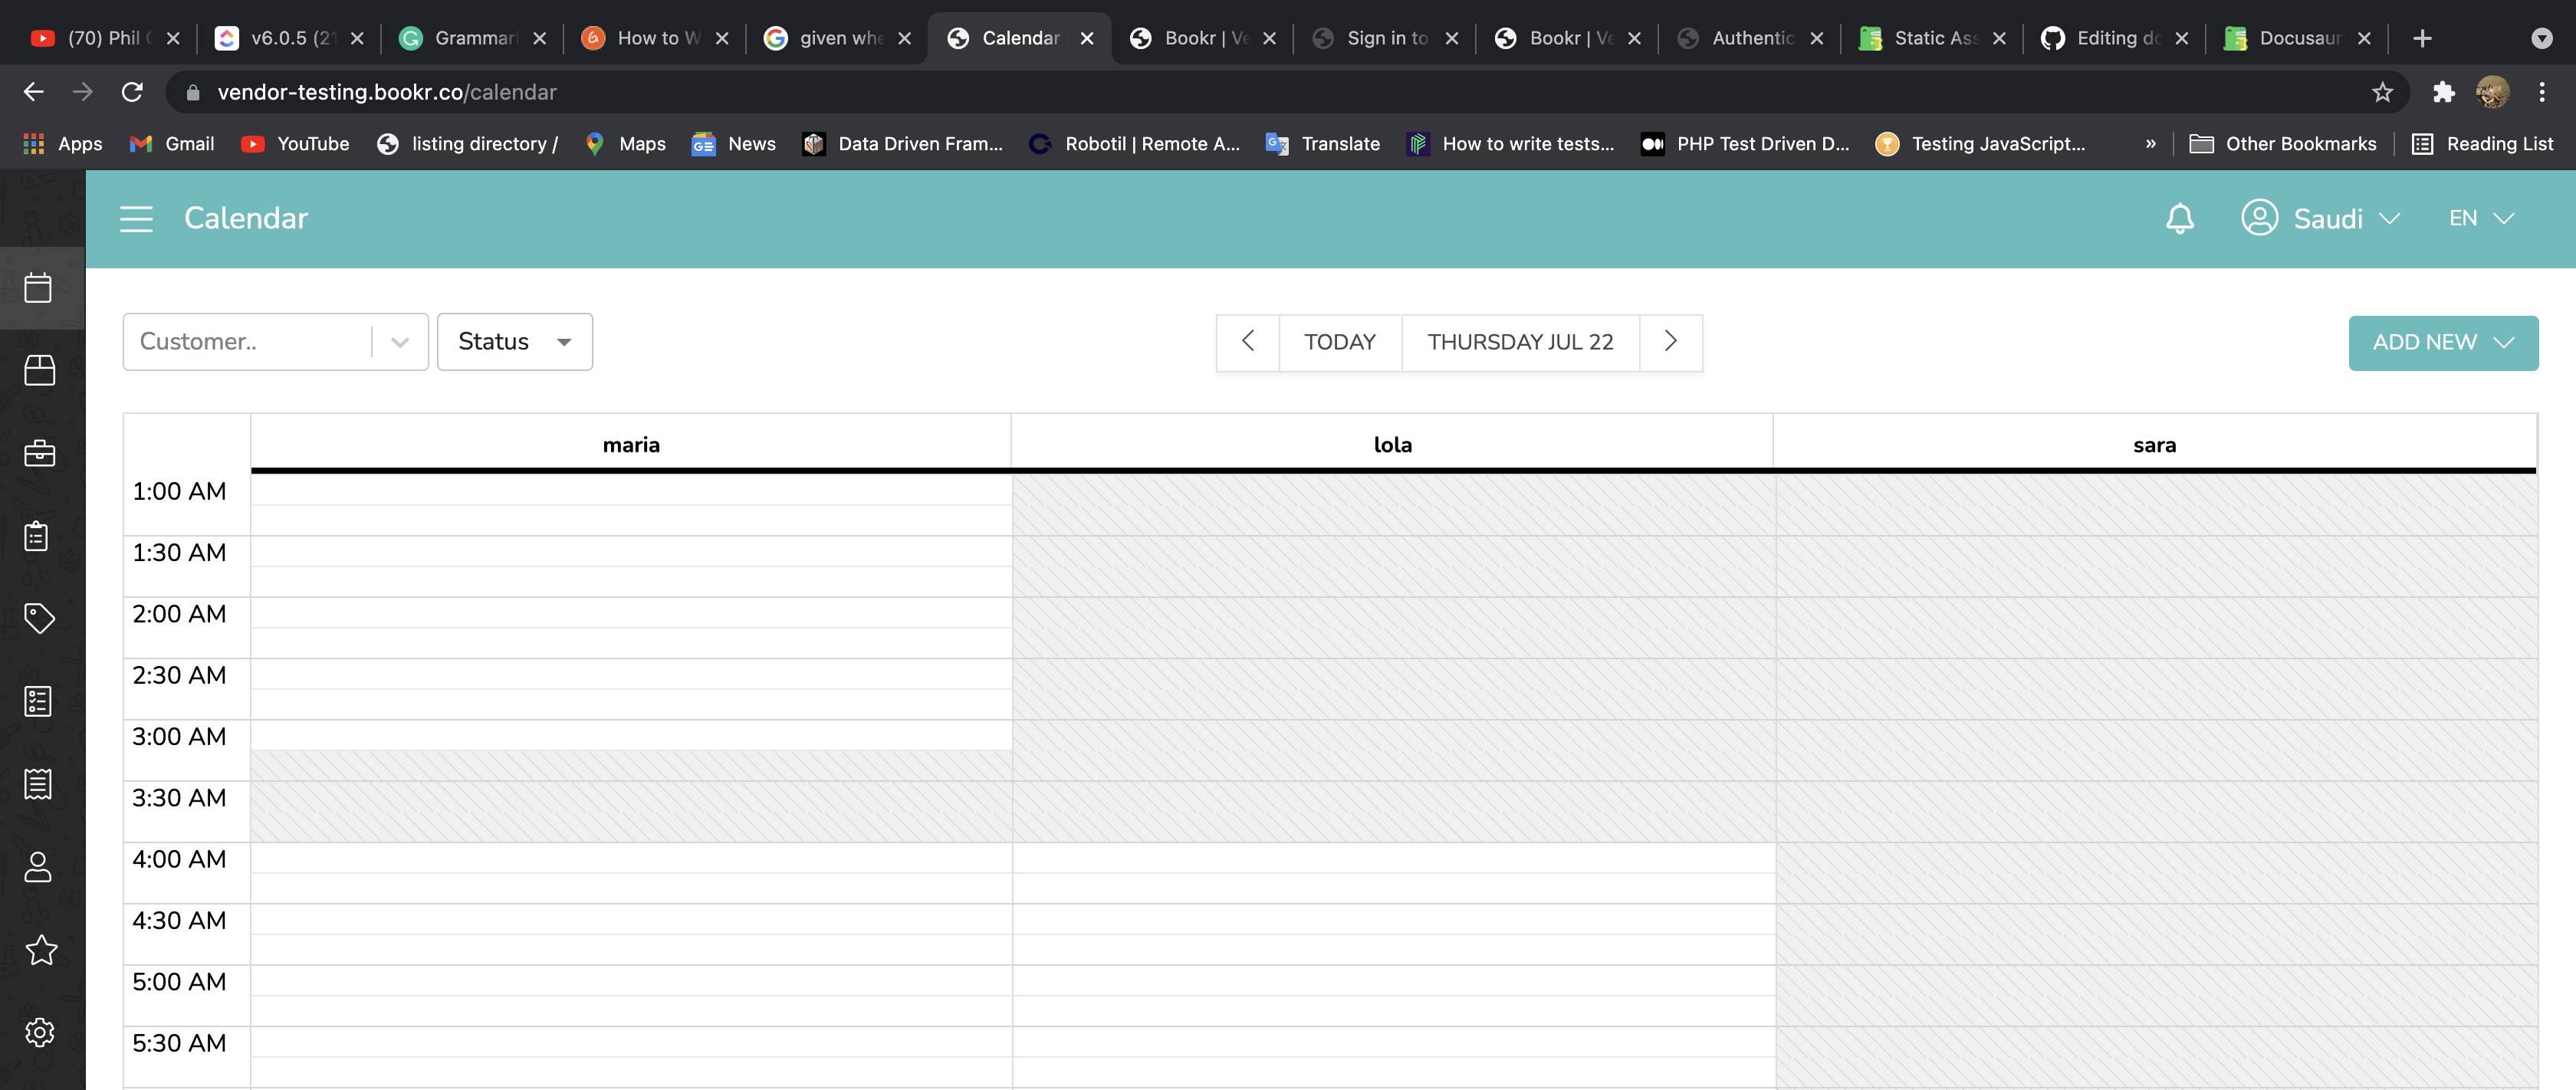 (70) Phil
v6.0.5 (21
Grammarl
How to W
given whe
Calendar
Bookr | Ve
Sign in to
Bookr | Ve
Authentic
Static Ass
Editing do
Docusaur
vendor-testing.bookr.co/calendar
Apps
Gmail
YouTube
listing directory /
Maps
News
Data Driven Fram...
Robotil | Remote A...
Translate
How to write tests...
PHP Test Driven D...
Testing JavaScript...
»
Other Bookmarks
Reading List
Calendar
Saudi
EN
Customer..
Status
TODAY
THURSDAY JUL 22
ADD NEW
maria
lola
sara
1:00 AM
1:30 AM
2:00 AM
2:30 AM
3:00 AM
3:30 AM
4:00 AM
4:30 AM
5:00 AM
5:30 AM